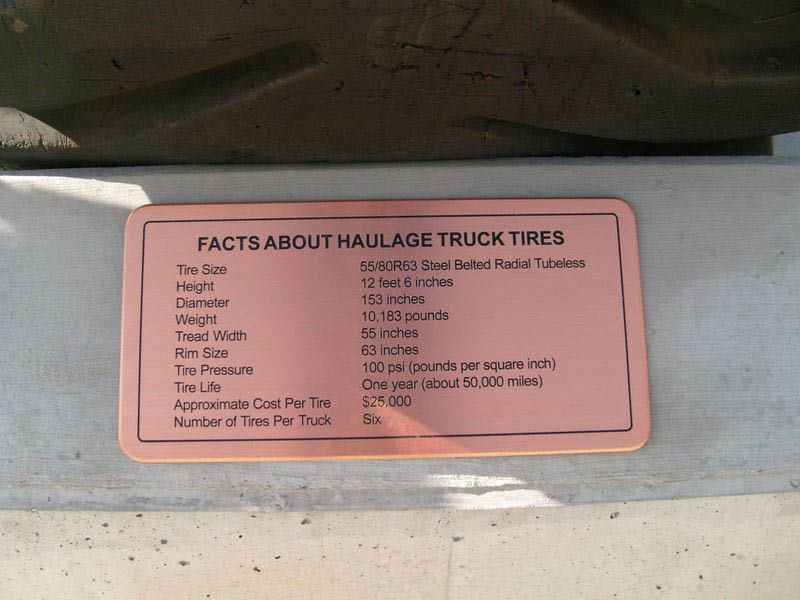 FACTS ABOUT HAULAGE TRUCK TIRES
Tire Size 55/80R63 Steel Belted Radial Tubeless
Height 12 feet 6 inches
Diameter 153 inches
Weight 10,183 pounds
Tread Width 55 inches
Rim Size 63 inches
Tire Pressure 100 psi (pounds per square inch)
Tire Life One year (about 50,000 miles)
Approximate Cost Per Tire $25,000
Number of Tires Per Truck Six